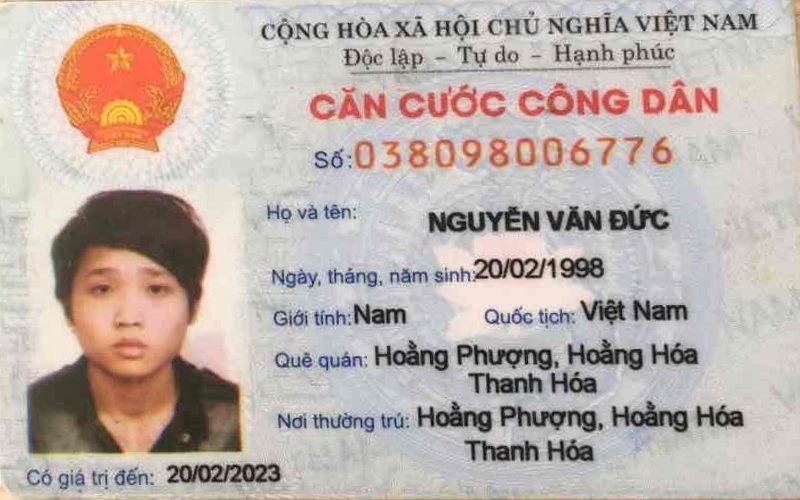 CỘNG HÒA XÃ HỘI CHỦ NGHĨA VIỆT NAM
Độc lập – Tự do – Hạnh phúc
CĂN CƯỚC CÔNG DÂN
Số: 038098006776
Họ và tên: NGUYỄN VĂN ĐỨC
Ngày, tháng, năm sinh: 20/02/1998
Giới tính: Nam Quốc tịch: Việt Nam
Quê quán: Hoằng Phượng, Hoằng Hóa
Thanh Hóa
Nơi thường trú: Hoằng Phượng, Hoằng Hóa
Thanh Hóa
Có giá trị đến: 20/02/2023